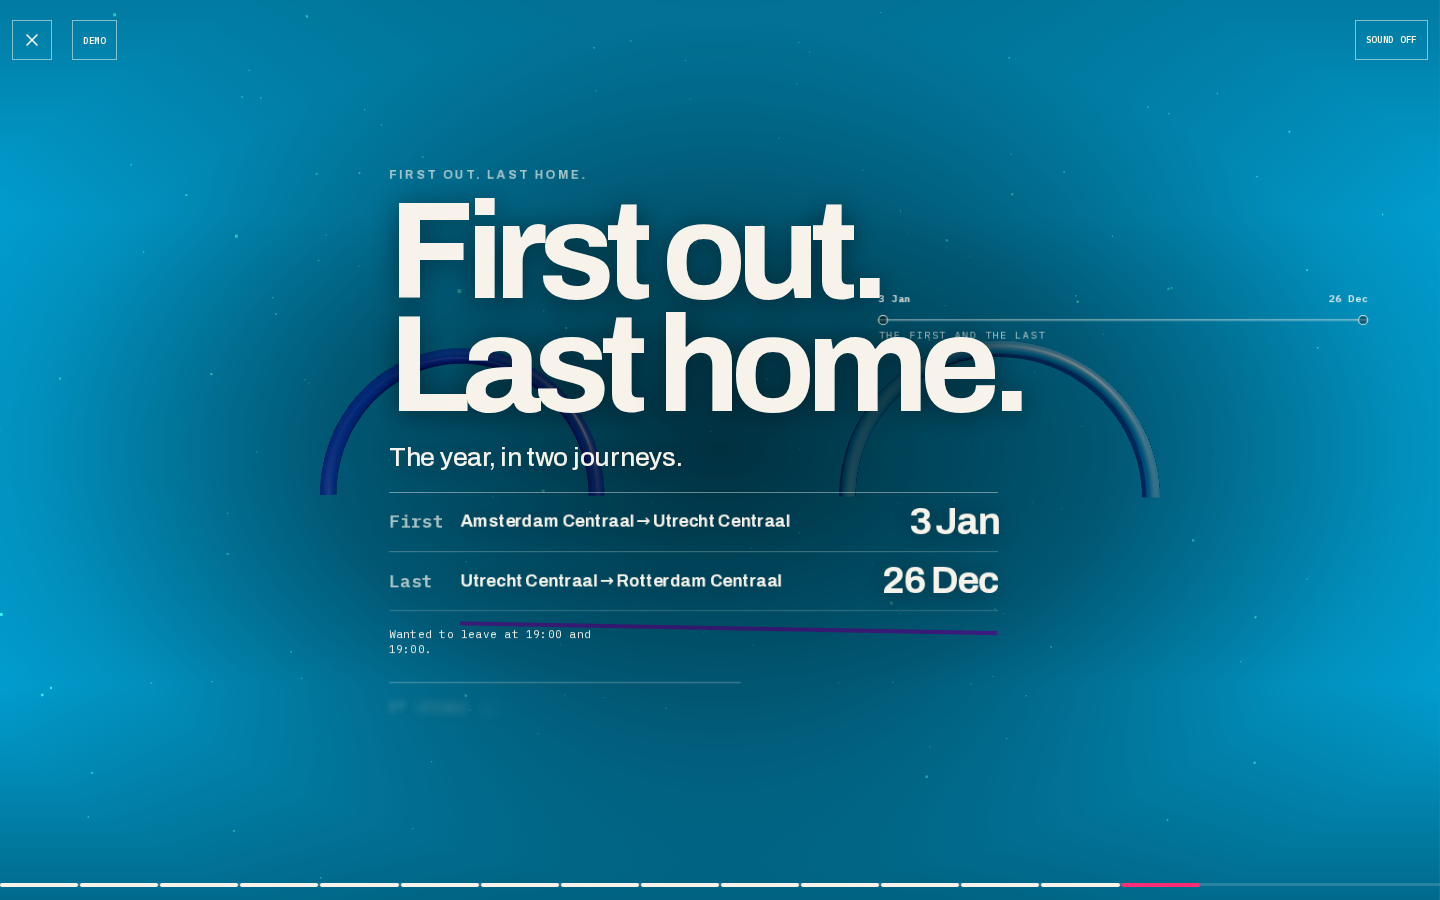 DEMO
SOUND OFF
FIRST OUT. LAST HOME.
First out.
Last home.
3 Jan
26 Dec
THE FIRST AND THE LAST
The year, in two journeys.
First Amsterdam Centraal→Utrecht Centraal 3 Jan
Last Utrecht Centraal→Rotterdam Centraal 26 Dec
Wanted to leave at 19:00 and
19:00.